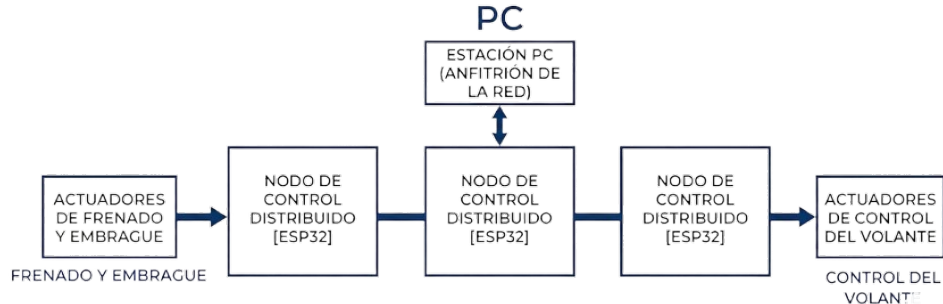 PC
ESTACIÓN PC
(ANFITRIÓN DE
LA RED)
ACTUADORES
DE FRENADO
Y EMBRAGUE
FRENADO Y EMBRAGUE
NODO DE
CONTROL
DISTRIBUIDO
[ESP32]
NODO DE
CONTROL
DISTRIBUIDO
[ESP32]
NODO DE
CONTROL
DISTRIBUIDO
[ESP32]
ACTUADORES
DE CONTROL
DEL VOLANTE
CONTROL DEL
VOLANTE